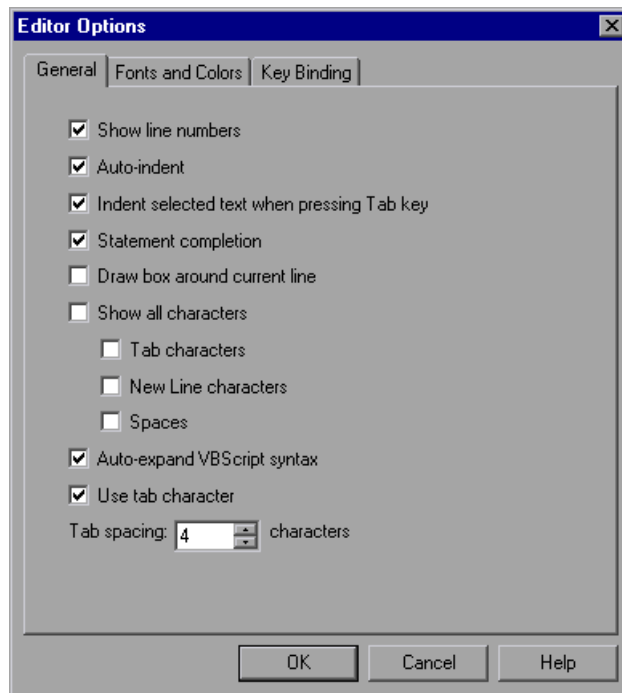 Editor Options
General Fonts and Colors Key Binding
Show line numbers
Auto-indent
Indent selected text when pressing Tab key
Statement completion
Draw box around current line
Show all characters
Tab characters
New Line characters
Spaces
Auto-expand VBScript syntax
Use tab character
Tab spacing: 4 characters
OK Cancel Help